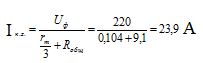 I к.з. = Uф / (rт/3 + Rобщ) = 220 / (0,104+9,1) = 23,9 А